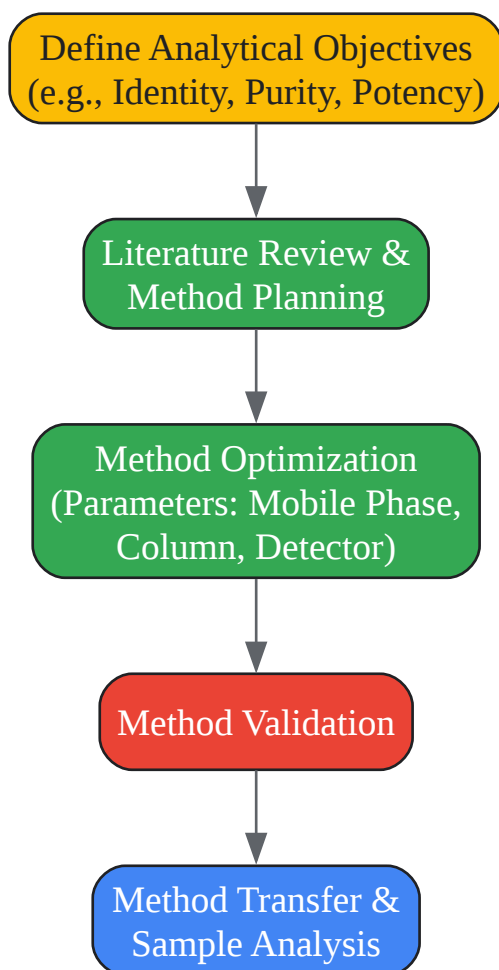 Define Analytical Objectives
(e.g., Identity, Purity, Potency)
Literature Review &
Method Planning
Method Optimization
(Parameters: Mobile Phase,
Column, Detector)
Method Validation
Method Transfer &
Sample Analysis